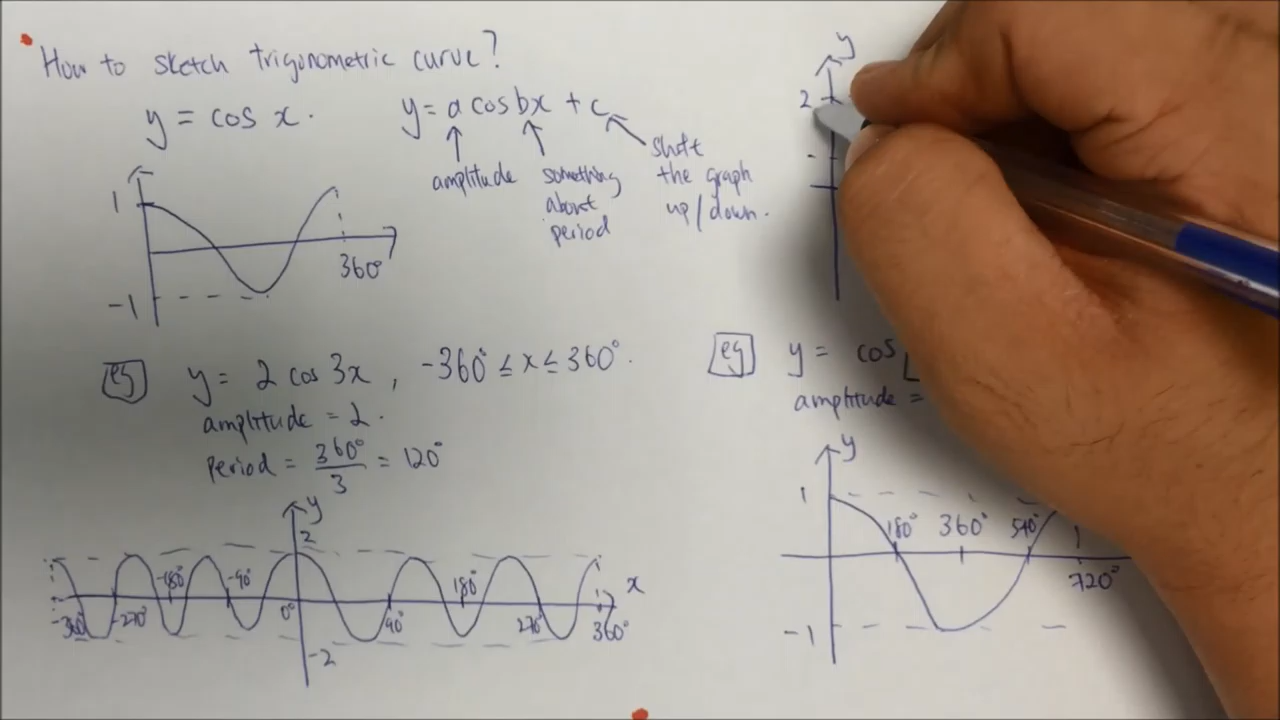 How to sketch trigonometric curve?
y = cos x.
y = a cos bx + c
amplitude
something
about
period
shift
the graph
up/down.
1
-1
360°
eg
y = 2 cos 3x , -360° ≤ x ≤ 360°.
amplitude = 2.
period = 360°/3 = 120°
y
2
-360° -270° -180° -90° 0° 90° 180° 270° 360° x
-2
y
2
eg
y = cos
amplitude =
y
1
180° 360° 540°
720°
-1